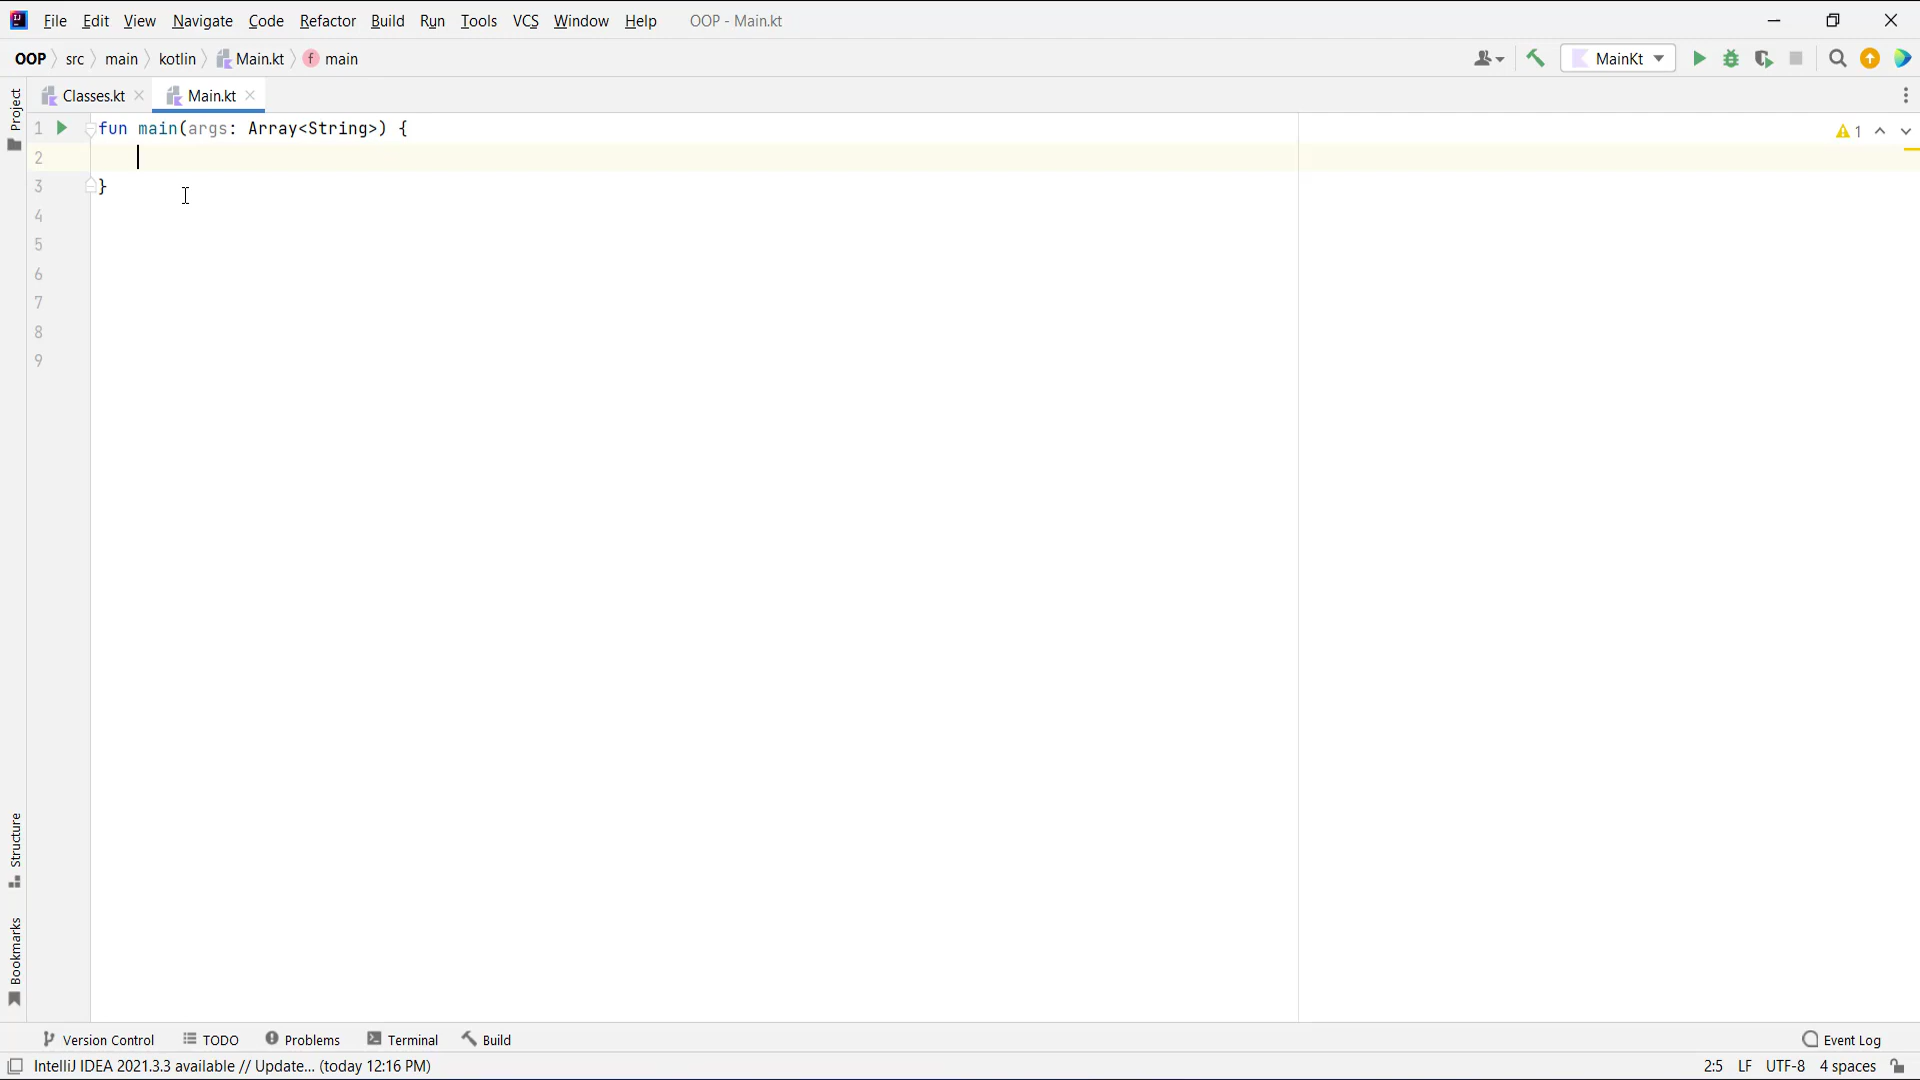 File Edit View Navigate Code Refactor Build Run Tools VCS Window Help OOP - Main.kt
OOP src main kotlin Main.kt main MainKt
Classes.kt Main.kt
Project
1 fun main(args: Array<String>) {
1
2
3 }
4
5
6
7
8
9
Structure
Bookmarks
Version Control TODO Problems Terminal Build Event Log
IntelliJ IDEA 2021.3.3 available // Update... (today 12:16 PM) 2:5 LF UTF-8 4 spaces